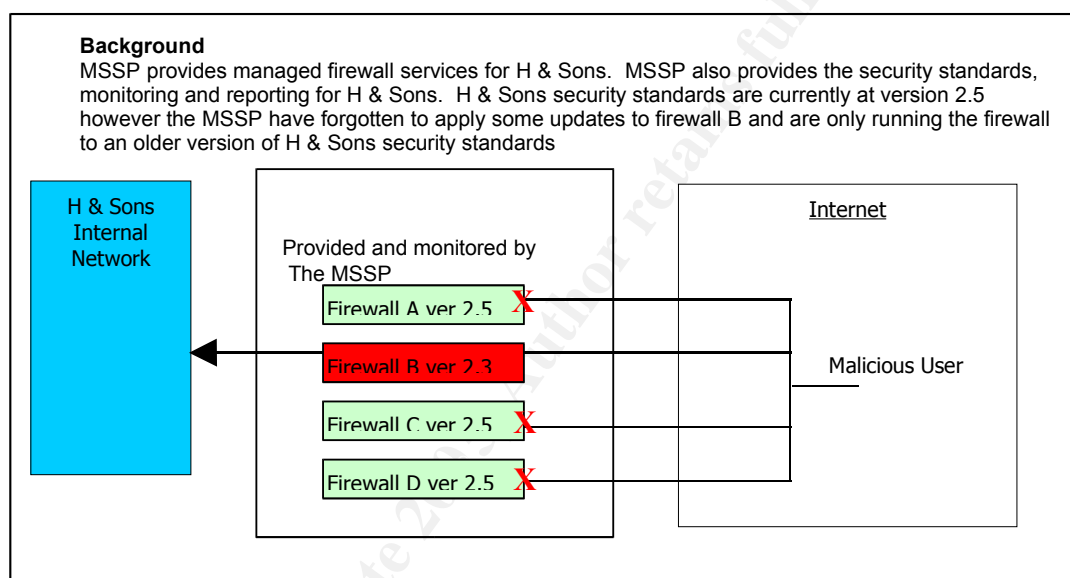 Background
MSSP provides managed firewall services for H & Sons. MSSP also provides the security standards,
monitoring and reporting for H & Sons. H & Sons security standards are currently at version 2.5
however the MSSP have forgotten to apply some updates to firewall B and are only running the firewall
to an older version of H & Sons security standards
H & Sons
Internal
Network
Provided and monitored by
The MSSP
Firewall A ver 2.5
X
Firewall B ver 2.3
Firewall C ver 2.5
X
Firewall D ver 2.5
X
Internet
Malicious User
Author retains full